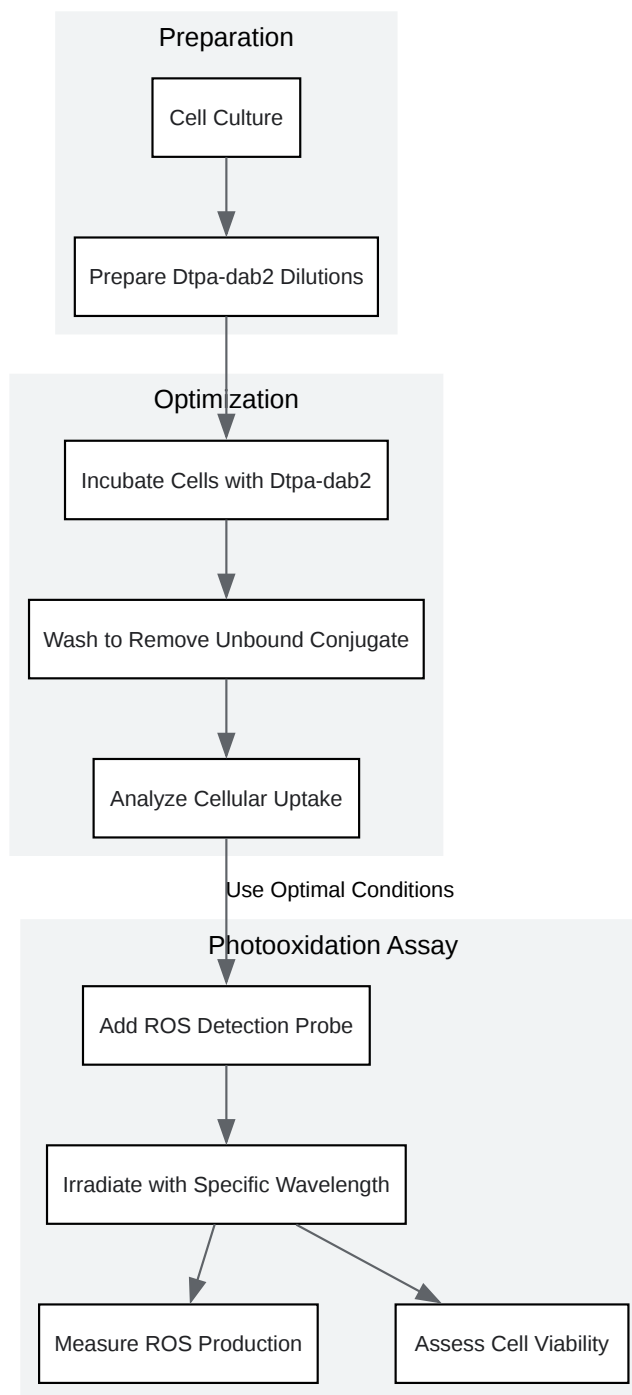 Preparation
Cell Culture
Prepare Dtpa-dab2 Dilutions
Optimization
Incubate Cells with Dtpa-dab2
Wash to Remove Unbound Conjugate
Analyze Cellular Uptake
Use Optimal Conditions
Photooxidation Assay
Add ROS Detection Probe
Irradiate with Specific Wavelength
Measure ROS Production
Assess Cell Viability